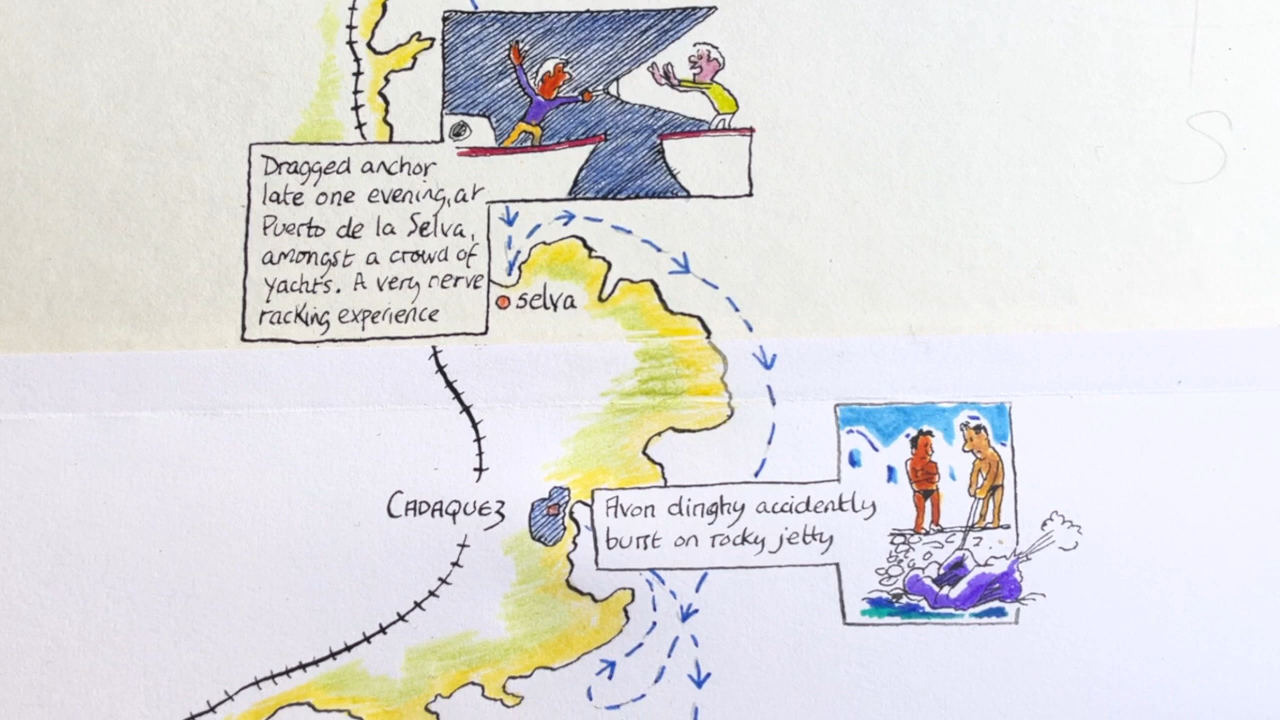 Dragged anchor
late one evening, at
Puerto de la Selva,
amongst a crowd of
yachts. A very nerve
racking experience
selva
CADAQUEZ
Avon dinghy accidently
burst on rocky jetty
S